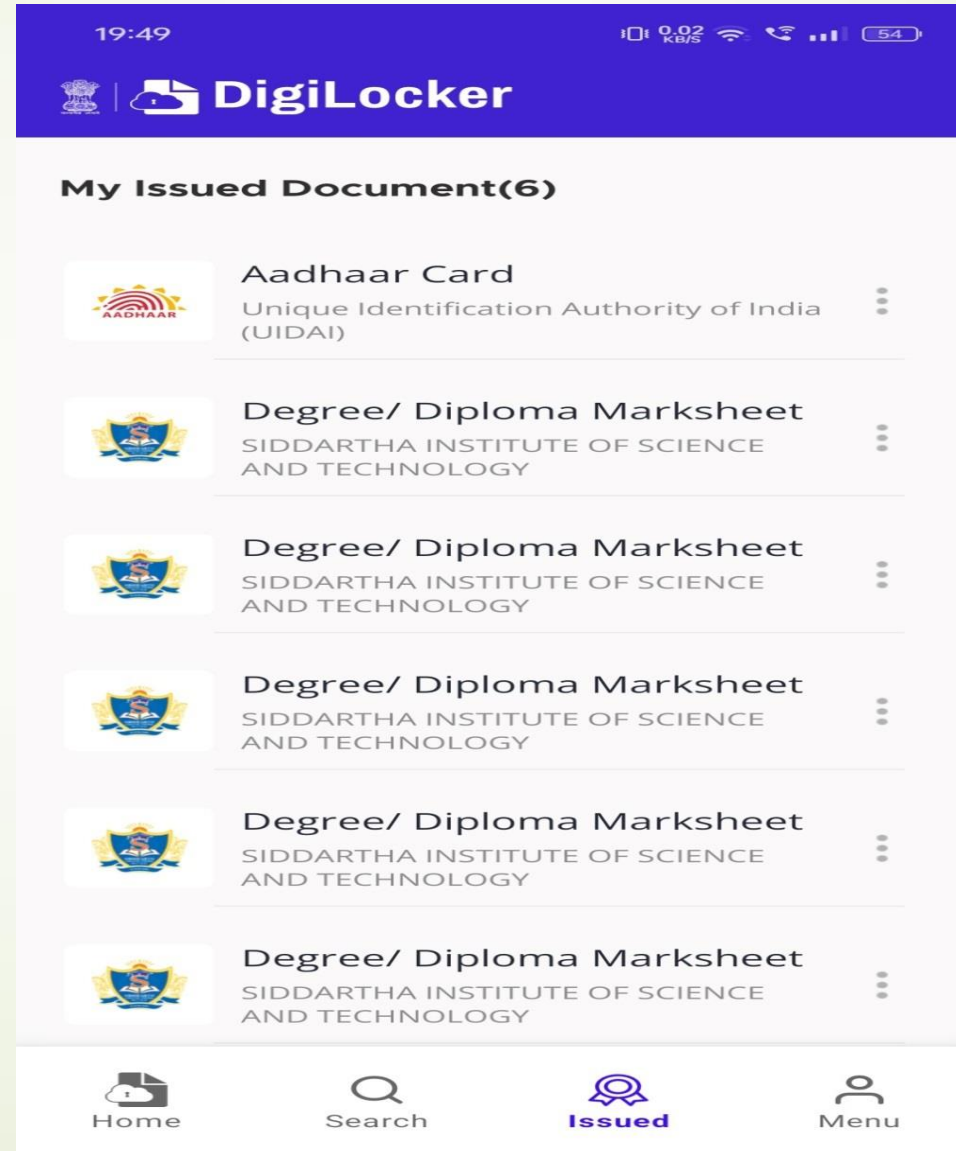 19:49
0.02
KB/S
54
DigiLocker
My Issued Document(6)
AADHAAR
Aadhaar Card
Unique Identification Authority of India
(UIDAI)
Degree/ Diploma Marksheet
SIDDARTHA INSTITUTE OF SCIENCE
AND TECHNOLOGY
Degree/ Diploma Marksheet
SIDDARTHA INSTITUTE OF SCIENCE
AND TECHNOLOGY
Degree/ Diploma Marksheet
SIDDARTHA INSTITUTE OF SCIENCE
AND TECHNOLOGY
Degree/ Diploma Marksheet
SIDDARTHA INSTITUTE OF SCIENCE
AND TECHNOLOGY
Degree/ Diploma Marksheet
SIDDARTHA INSTITUTE OF SCIENCE
AND TECHNOLOGY
Home
Search
Issued
Menu